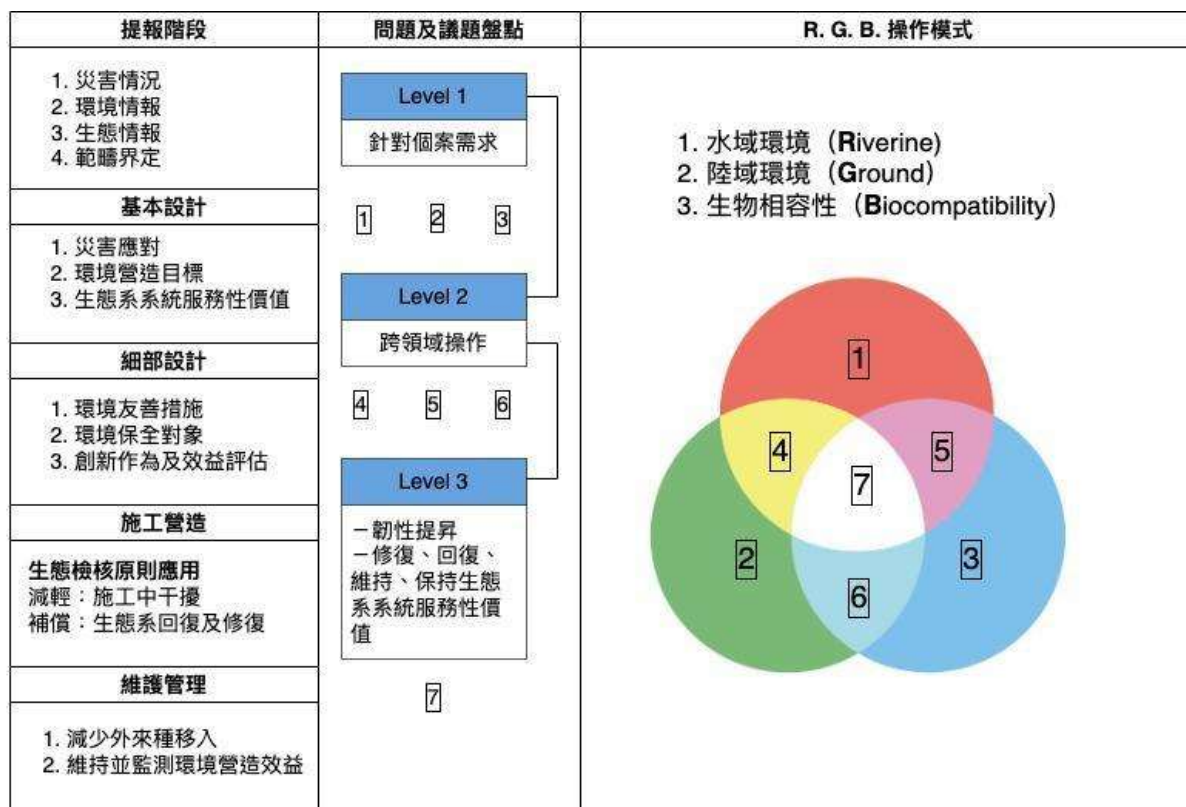 提報階段
1. 災害情況
2. 環境情報
3. 生態情報
4. 範疇界定
基本設計
1. 災害應對
2. 環境營造目標
3. 生態系系統服務性價值
細部設計
1. 環境友善措施
2. 環境保全對象
3. 創新作為及效益評估
施工營造
生態檢核原則應用
減輕：施工中干擾
補償：生態系回復及修復
維護管理
1. 減少外來種移入
2. 維持並監測環境營造效益
問題及議題盤點
Level 1
針對個案需求
1 2 3
Level 2
跨領域操作
4 5 6
Level 3
－韌性提昇
－修復、回復、
維持、保持生態
系系統服務性價
值
7
R. G. B. 操作模式
1. 水域環境（Riverine)
2. 陸域環境（Ground）
3. 生物相容性（Biocompatibility）
1
4
5
7
2
3
6